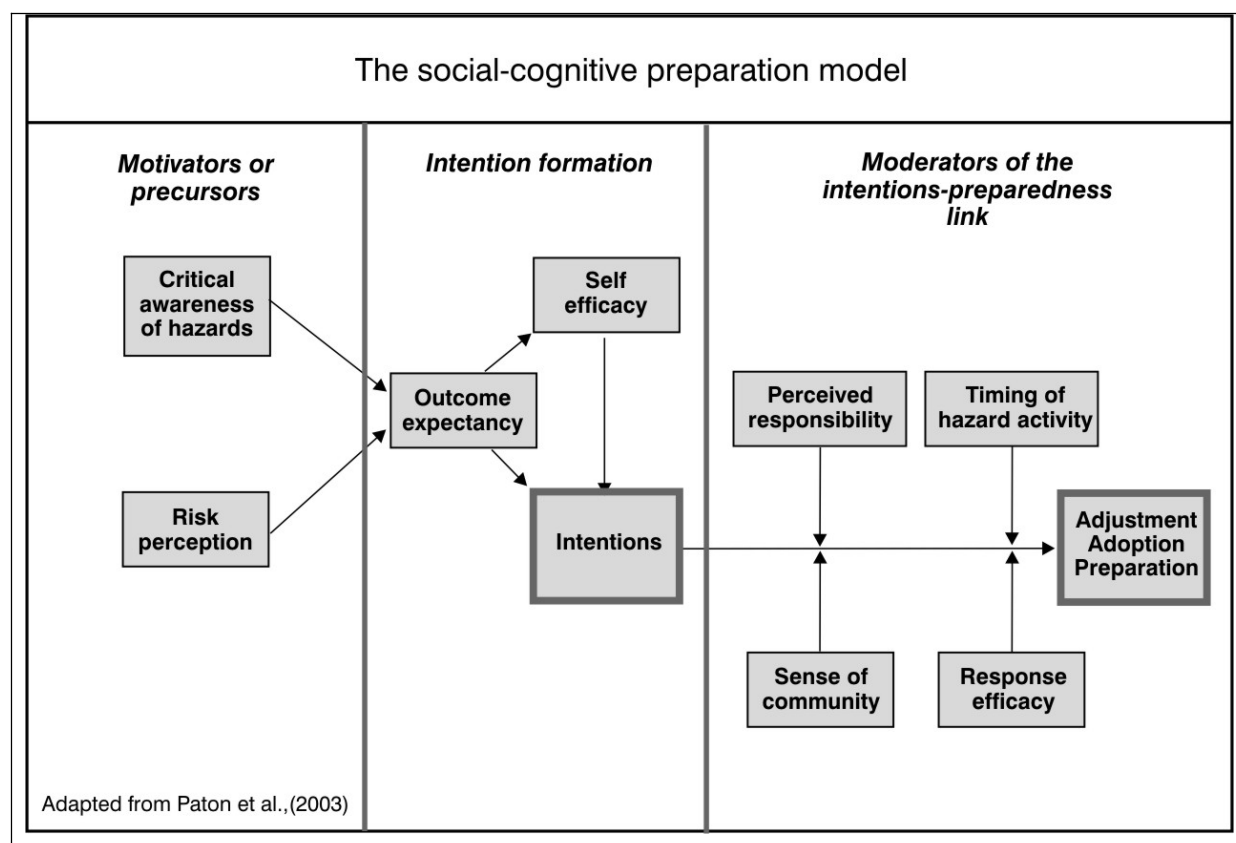 The social-cognitive preparation model
Motivators or
precursors
Critical
awareness
of hazards
Risk
perception
Adapted from Paton et al.,(2003)
Intention formation
Self
efficacy
Outcome
expectancy
Intentions
Moderators of the
intentions-preparedness
link
Perceived
responsibility
Timing of
hazard activity
Adjustment
Adoption
Preparation
Sense of
community
Response
efficacy